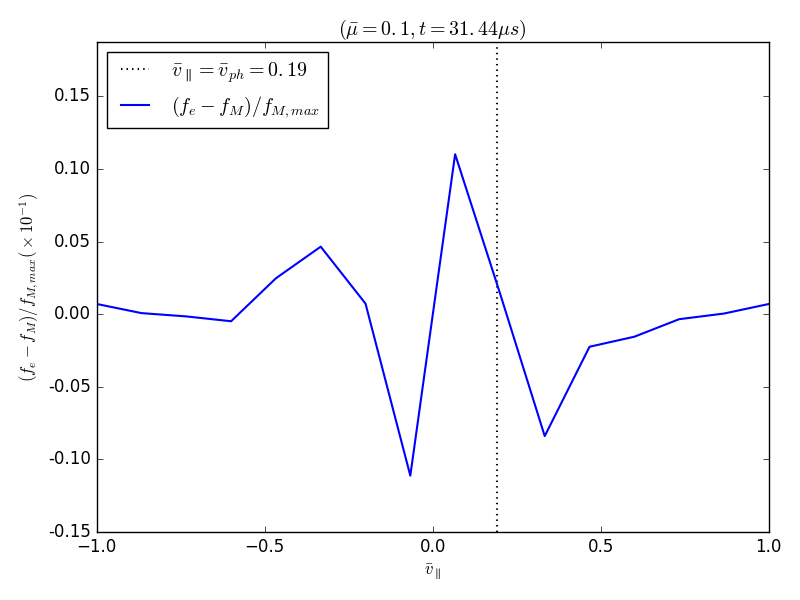 (μ̄ = 0.1, t = 31.44μs)
v̄∥ = v̄ph = 0.19
(fe − fM)/fM,max
0.15
0.10
0.05
0.00
-0.05
-0.10
-0.15
(fe − fM)/fM,max(×10⁻¹)
−1.0 −0.5 0.0 0.5 1.0
v̄∥